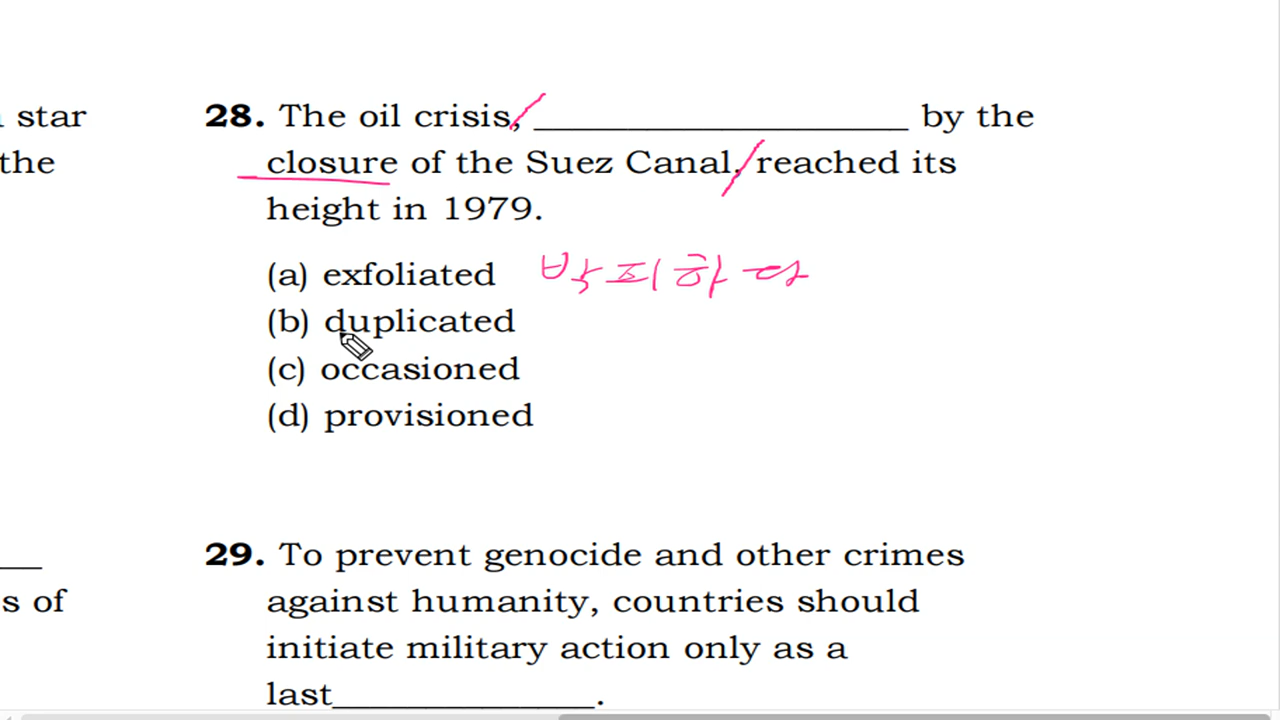 star
the
28. The oil crisis, ____________________ by the
closure of the Suez Canal, reached its
height in 1979.
(a) exfoliated 박피하다
(b) duplicated
(c) occasioned
(d) provisioned
s of
29. To prevent genocide and other crimes
against humanity, countries should
initiate military action only as a
last______________.